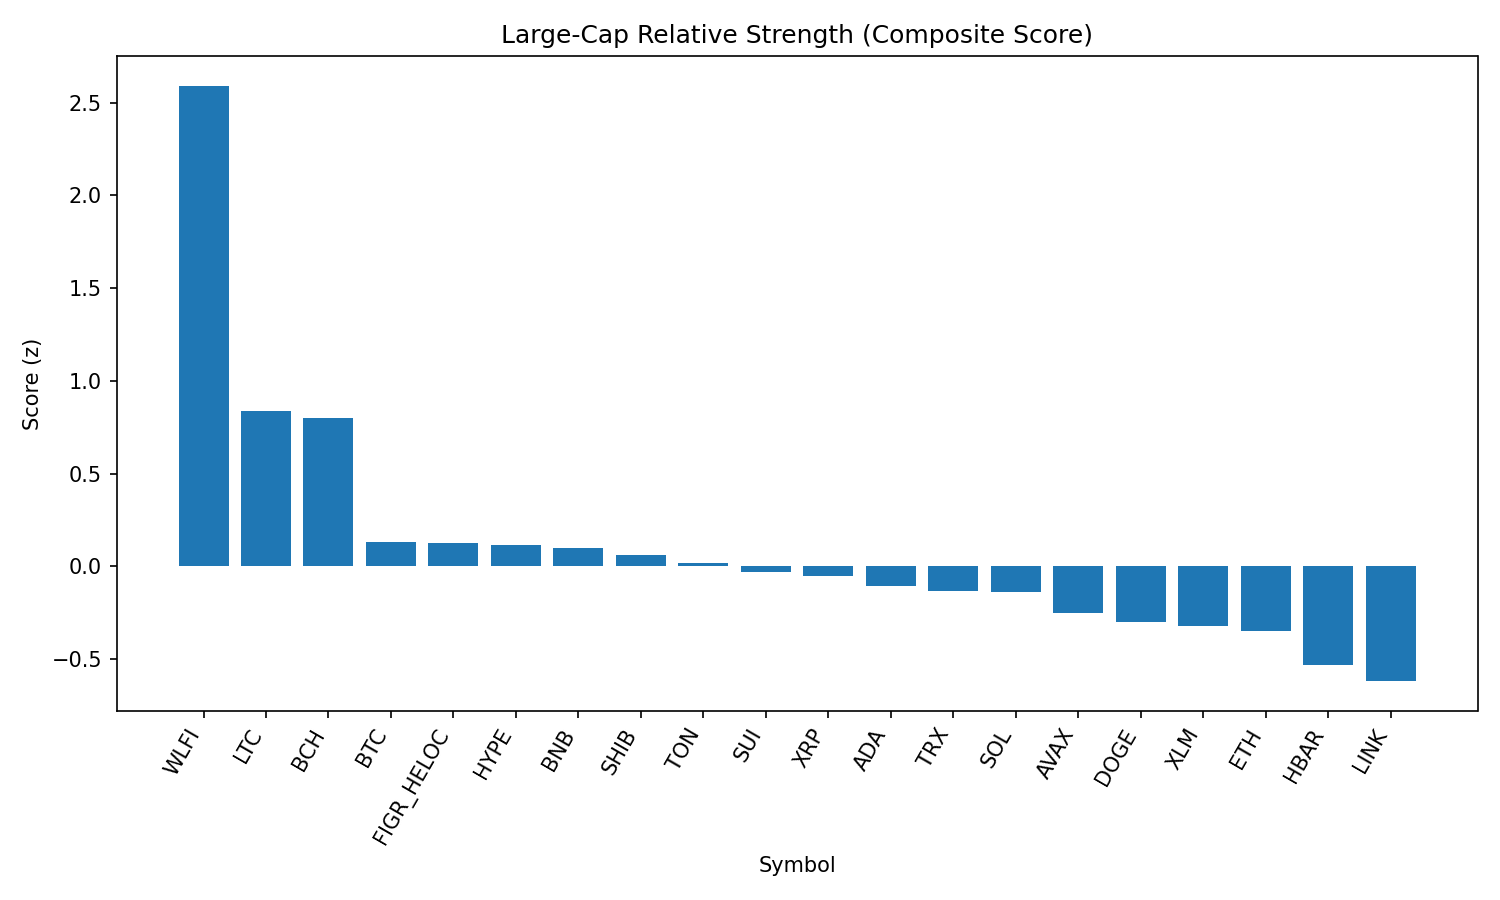 Large-Cap Relative Strength (Composite Score)
Score (z)
2.5
2.0
1.5
1.0
0.5
0.0
−0.5
WLFI
LTC
BCH
BTC
FIGR_HELOC
HYPE
BNB
SHIB
TON
SUI
XRP
ADA
TRX
SOL
AVAX
DOGE
XLM
ETH
HBAR
LINK
Symbol